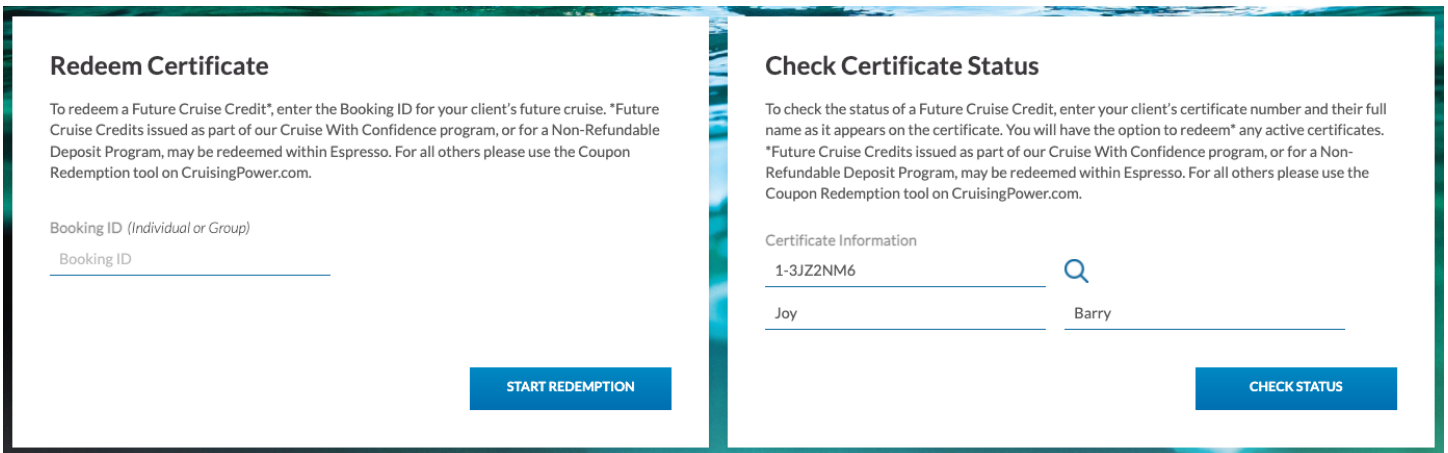 Redeem Certificate
To redeem a Future Cruise Credit*, enter the Booking ID for your client's future cruise. *Future
Cruise Credits issued as part of our Cruise With Confidence program, or for a Non-Refundable
Deposit Program, may be redeemed within Espresso. For all others please use the Coupon
Redemption tool on CruisingPower.com.
Booking ID (Individual or Group)
Booking ID
START REDEMPTION
Check Certificate Status
To check the status of a Future Cruise Credit, enter your client's certificate number and their full
name as it appears on the certificate. You will have the option to redeem* any active certificates.
*Future Cruise Credits issued as part of our Cruise With Confidence program, or for a Non-
Refundable Deposit Program, may be redeemed within Espresso. For all others please use the
Coupon Redemption tool on CruisingPower.com.
Certificate Information
1-3JZ2NM6
Joy Barry
CHECK STATUS